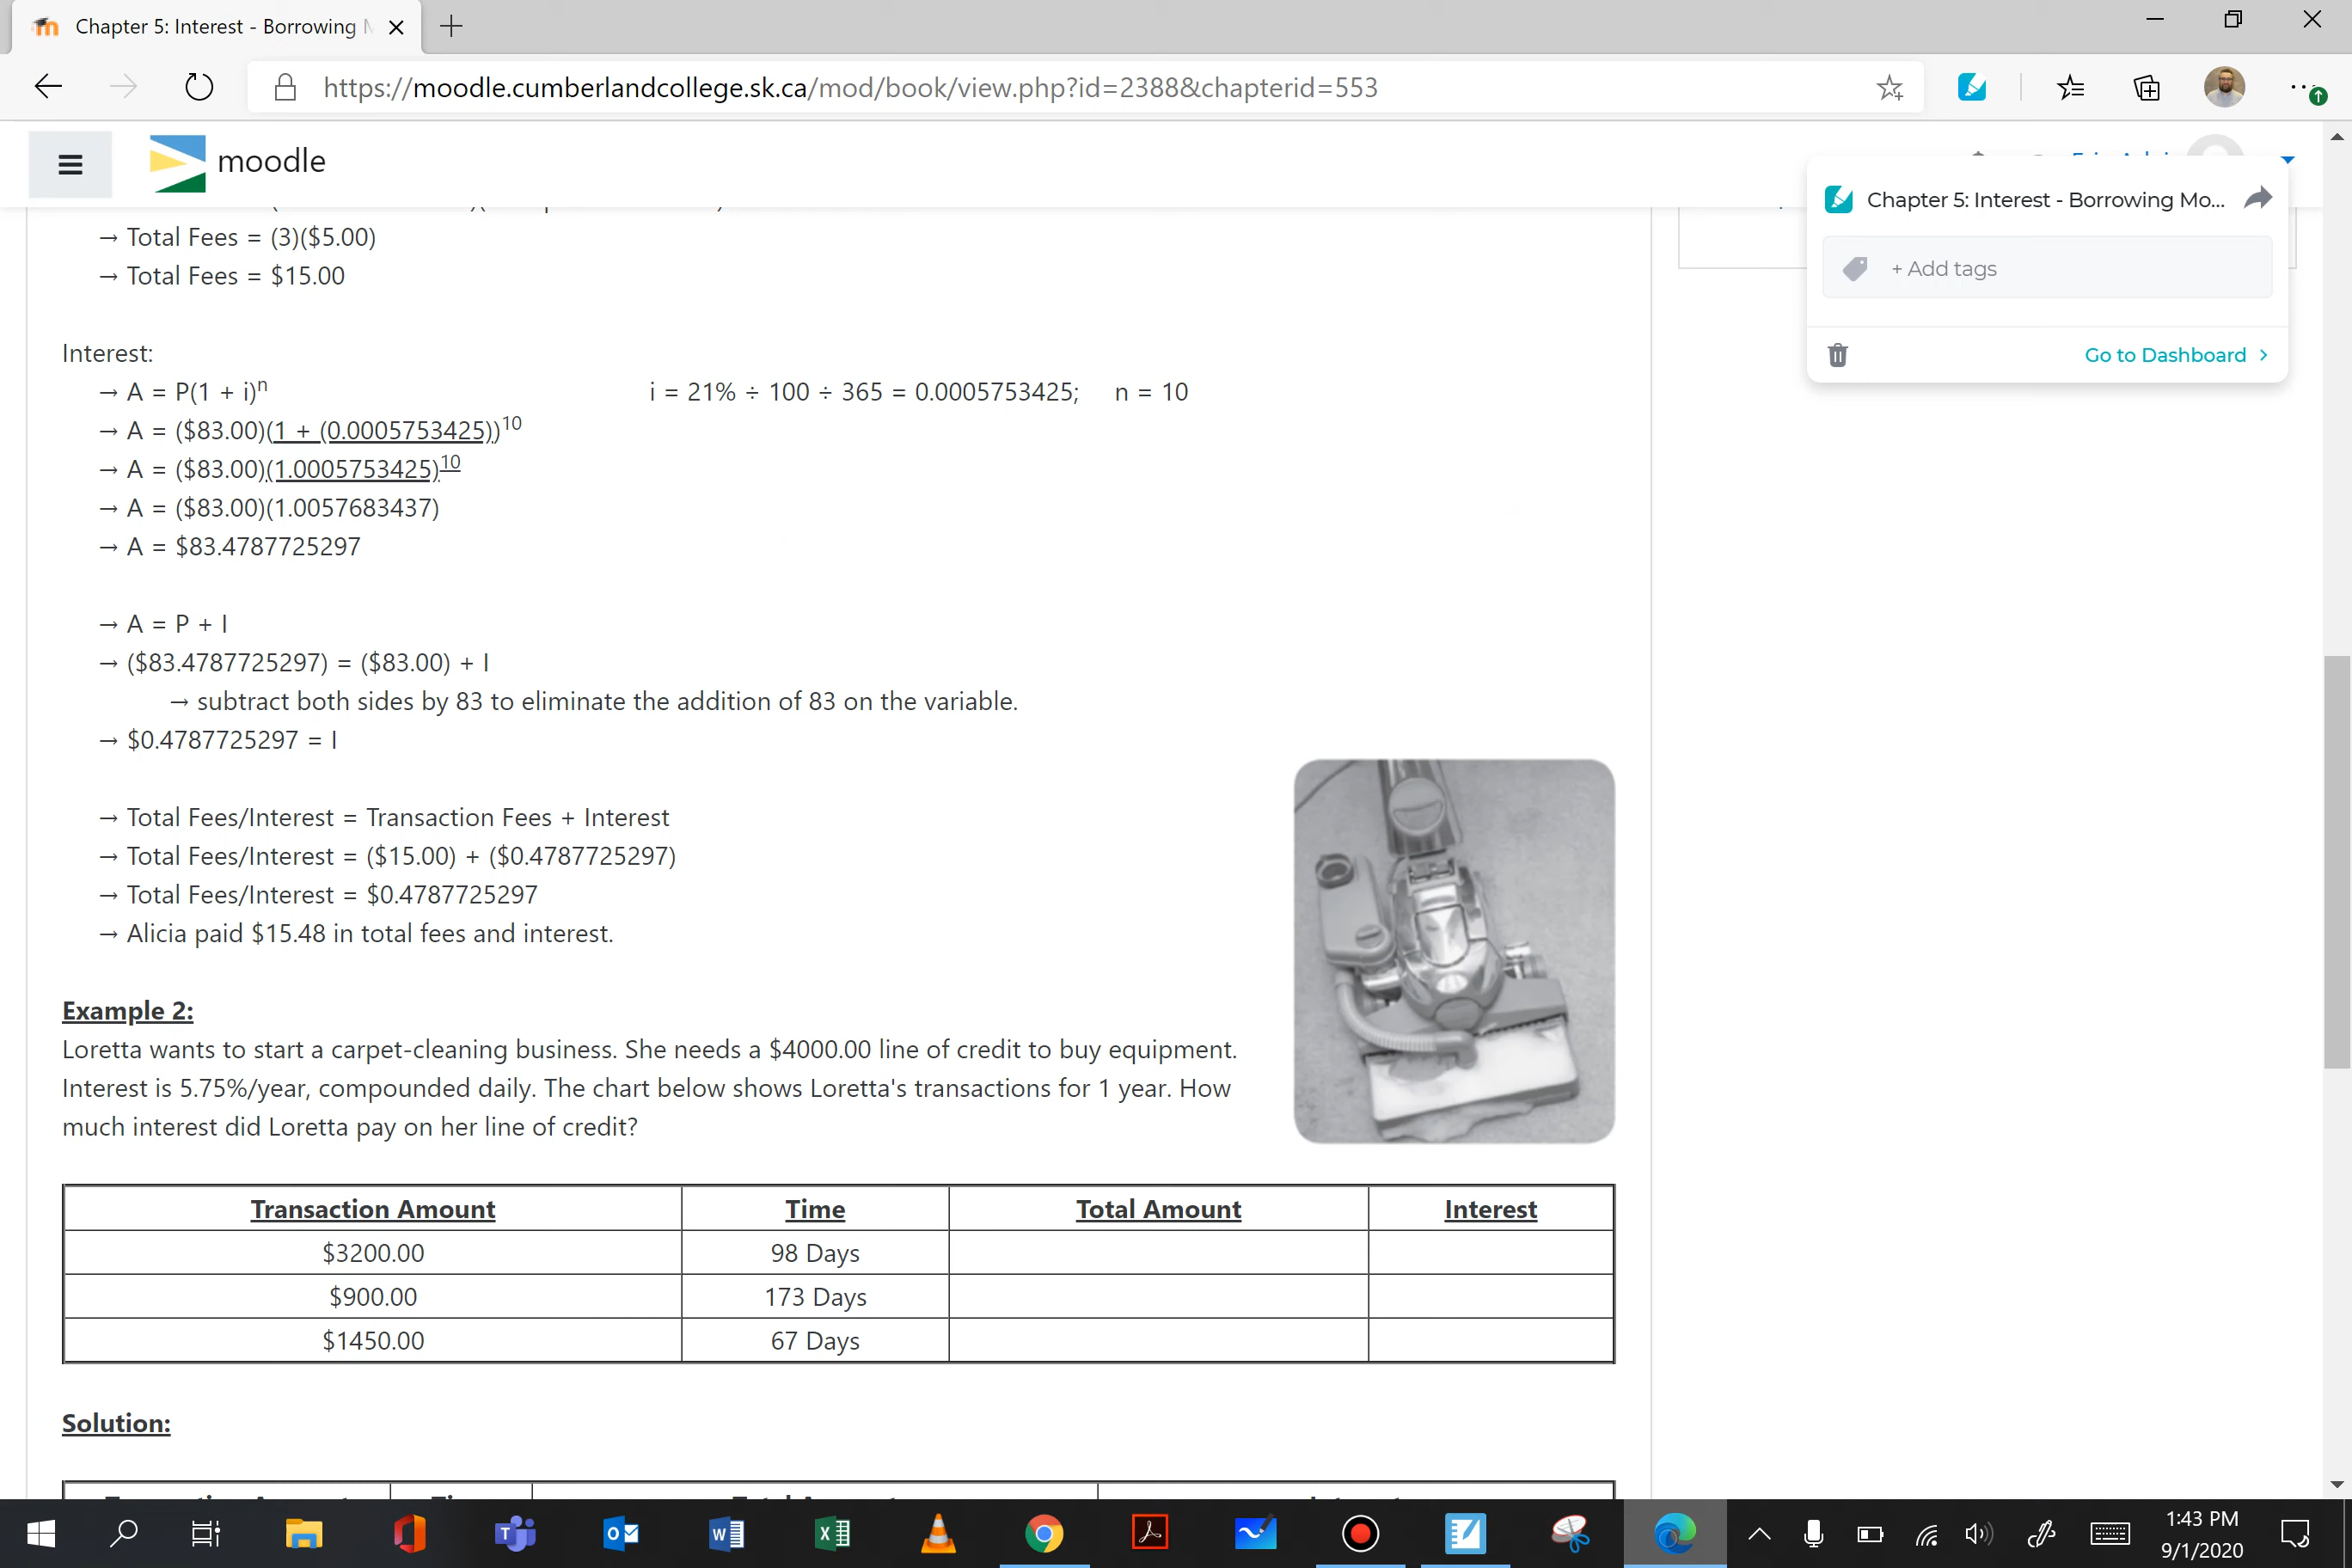 Chapter 5: Interest - Borrowing M
https://moodle.cumberlandcollege.sk.ca/mod/book/view.php?id=2388&chapterid=553
moodle
Chapter 5: Interest - Borrowing Mo...
+ Add tags
Go to Dashboard >
→ Total Fees = (3)($5.00)
→ Total Fees = $15.00
Interest:
→ A = P(1 + i)ⁿ i = 21% ÷ 100 ÷ 365 = 0.0005753425; n = 10
→ A = ($83.00)(1 + (0.0005753425))¹⁰
→ A = ($83.00)(1.0005753425)¹⁰
→ A = ($83.00)(1.0057683437)
→ A = $83.4787725297
→ A = P + I
→ ($83.4787725297) = ($83.00) + I
→ subtract both sides by 83 to eliminate the addition of 83 on the variable.
→ $0.4787725297 = I
→ Total Fees/Interest = Transaction Fees + Interest
→ Total Fees/Interest = ($15.00) + ($0.4787725297)
→ Total Fees/Interest = $0.4787725297
→ Alicia paid $15.48 in total fees and interest.
Example 2:
Loretta wants to start a carpet-cleaning business. She needs a $4000.00 line of credit to buy equipment.
Interest is 5.75%/year, compounded daily. The chart below shows Loretta's transactions for 1 year. How
much interest did Loretta pay on her line of credit?
Transaction Amount Time Total Amount Interest
$3200.00 98 Days
$900.00 173 Days
$1450.00 67 Days
Solution:
1:43 PM
9/1/2020